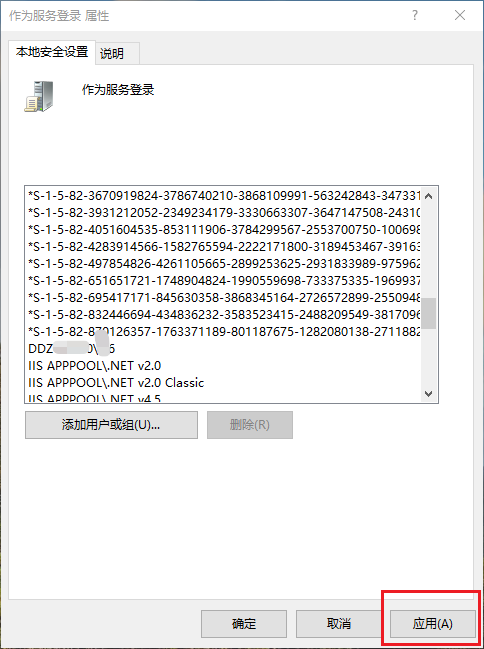 作为服务登录 属性
本地安全设置
说明
作为服务登录
*S-1-5-82-3670919824-3786740210-3868109991-563242843-347331
*S-1-5-82-3931212052-2349234179-3330663307-3647147508-24310
*S-1-5-82-4051604535-853111906-3784299567-2553700750-100698
*S-1-5-82-4283914566-1582765594-2222171800-3189453467-39163
*S-1-5-82-497854826-4261105665-2899253625-2931833989-975962
*S-1-5-82-651651721-1748904824-1990559698-733375335-1969937
*S-1-5-82-695417171-845630358-3868345164-2726572899-2550948
*S-1-5-82-832446694-434836232-3583523415-2488209549-3817096
*S-1-5-82-879126357-1763371189-801187675-1282080138-2711882
IIS APPPOOL\.NET v2.0
IIS APPPOOL\.NET v2.0 Classic
IIS APPPOOL\.NET v4.5
添加用户或组(U)...
删除(R)
确定
取消
应用(A)